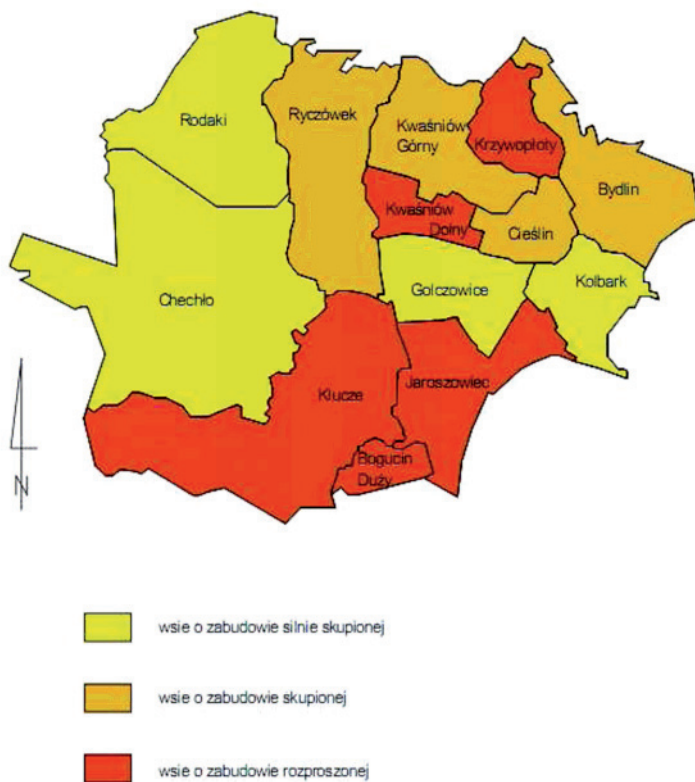 Rodaki
Ryczówek
Kwaśniów
Górny
Krzywopłoty
Bydlin
Kwaśniów
Dolny
Cieślin
Chechło
Golczowice
Kolbark
Klucze
Jaroszowiec
Bogucin
Duży
N
wsie o zabudowie silnie skupionej
wsie o zabudowie skupionej
wsie o zabudowie rozproszonej